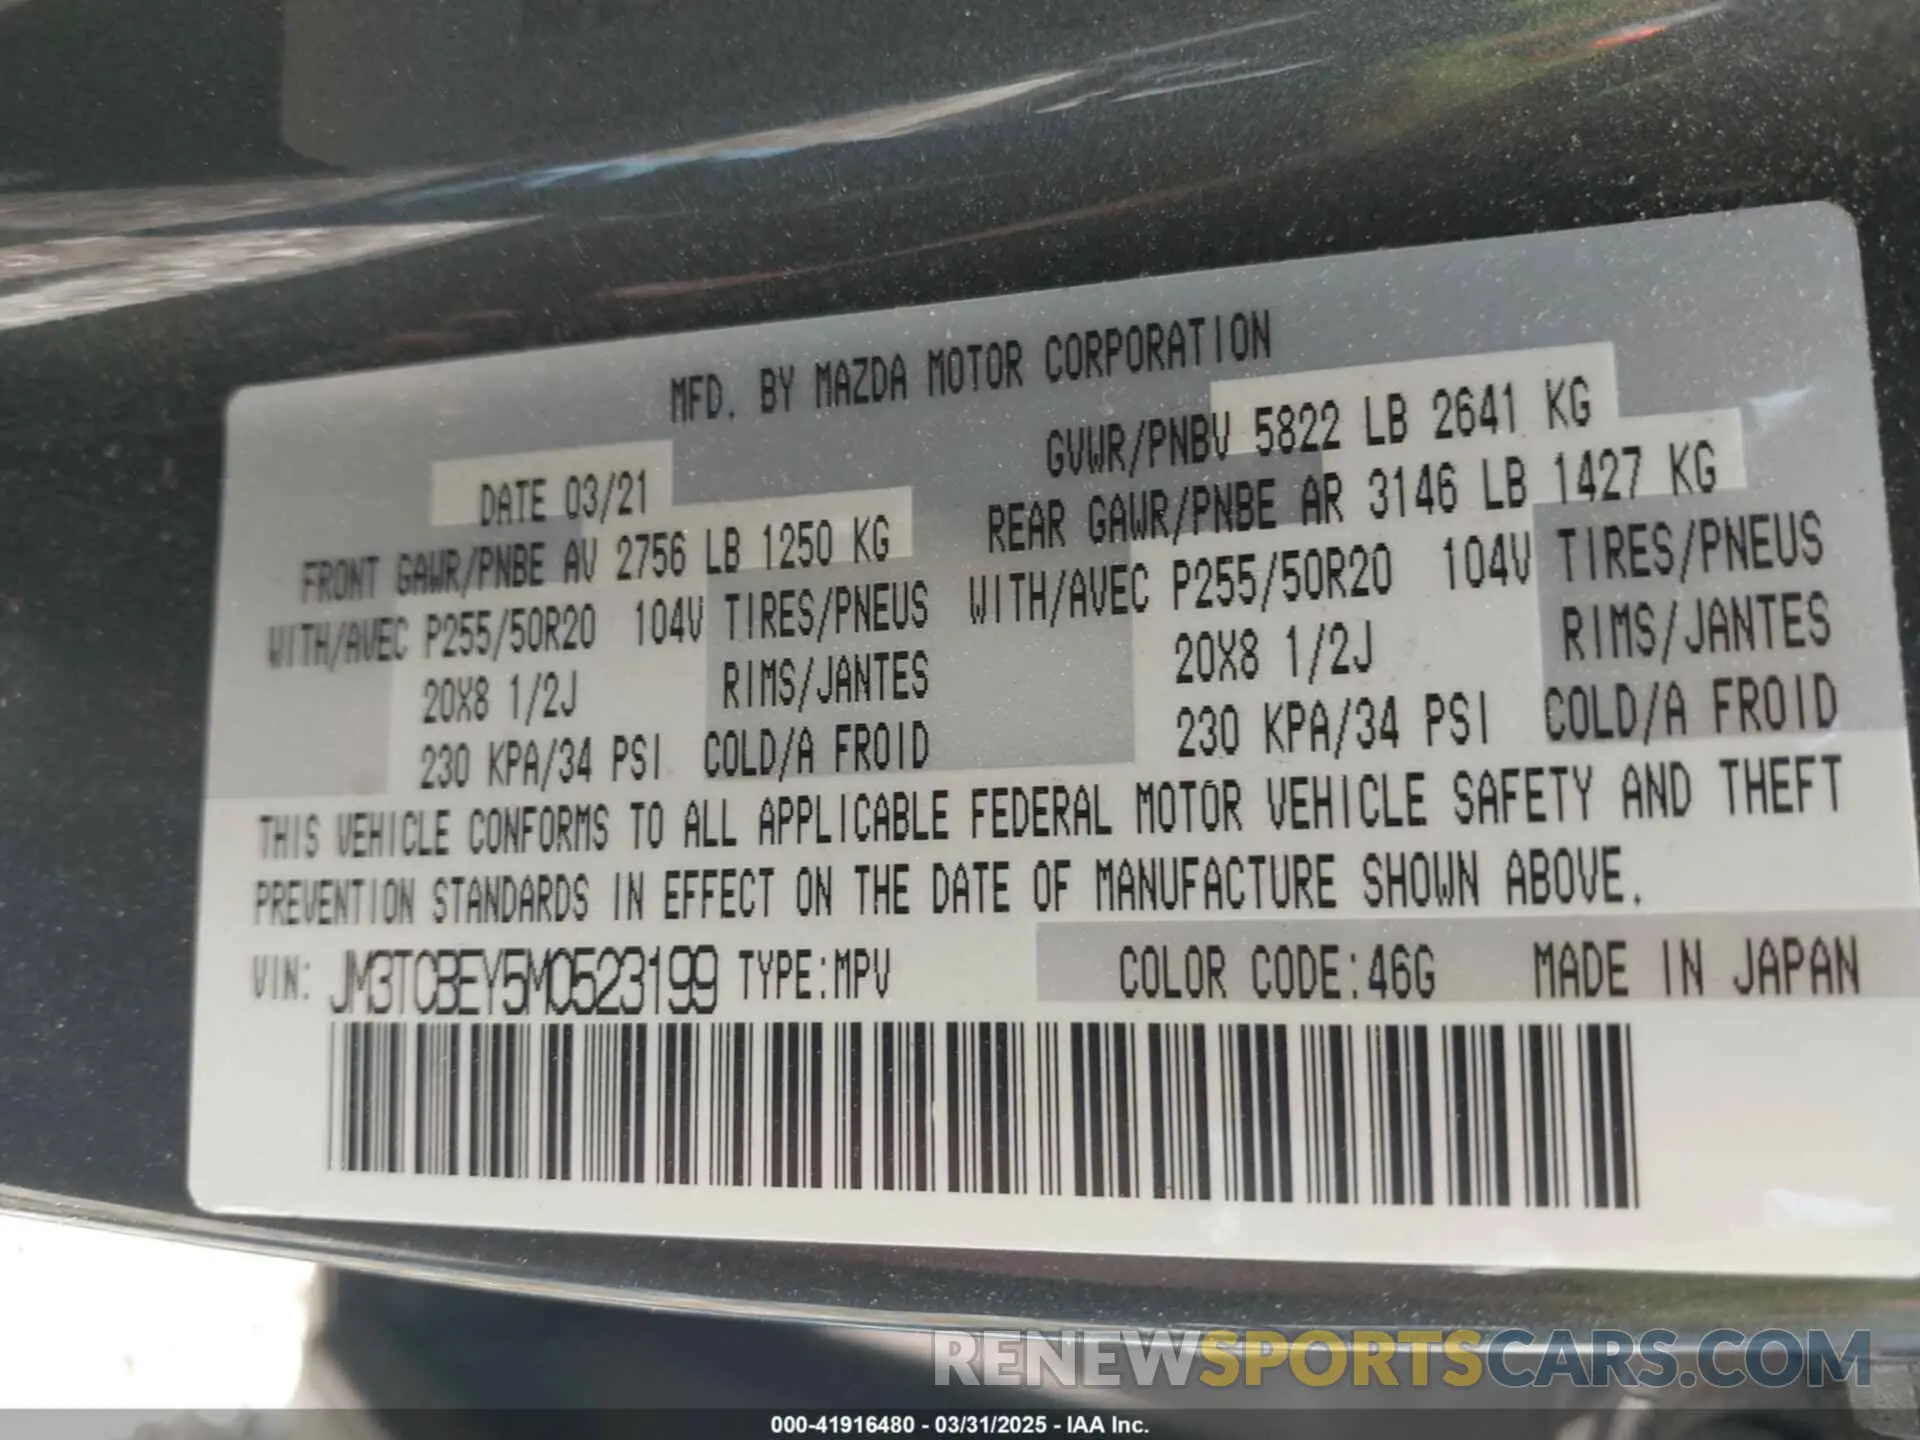 MFD. BY MAZDA MOTOR CORPORATION
DATE 03/21
GVWR/PNBV 5822 LB 2641 KG
FRONT GAWR/PNBE AV 2756 LB 1250 KG
REAR GAWR/PNBE AR 3146 LB 1427 KG
WITH/AVEC P255/50R20 104V TIRES/PNEUS
WITH/AVEC P255/50R20 104V TIRES/PNEUS
20X8 1/2J RIMS/JANTES
20X8 1/2J RIMS/JANTES
230 KPA/34 PSI COLD/A FROID
230 KPA/34 PSI COLD/A FROID
THIS VEHICLE CONFORMS TO ALL APPLICABLE FEDERAL MOTOR VEHICLE SAFETY AND THEFT
PREVENTION STANDARDS IN EFFECT ON THE DATE OF MANUFACTURE SHOWN ABOVE.
VIN: JM3TCBEY5M0523199 TYPE:MPV COLOR CODE:46G MADE IN JAPAN
RENEWSPORTSCARS.COM
000-41916480 - 03/31/2025 - IAA Inc.